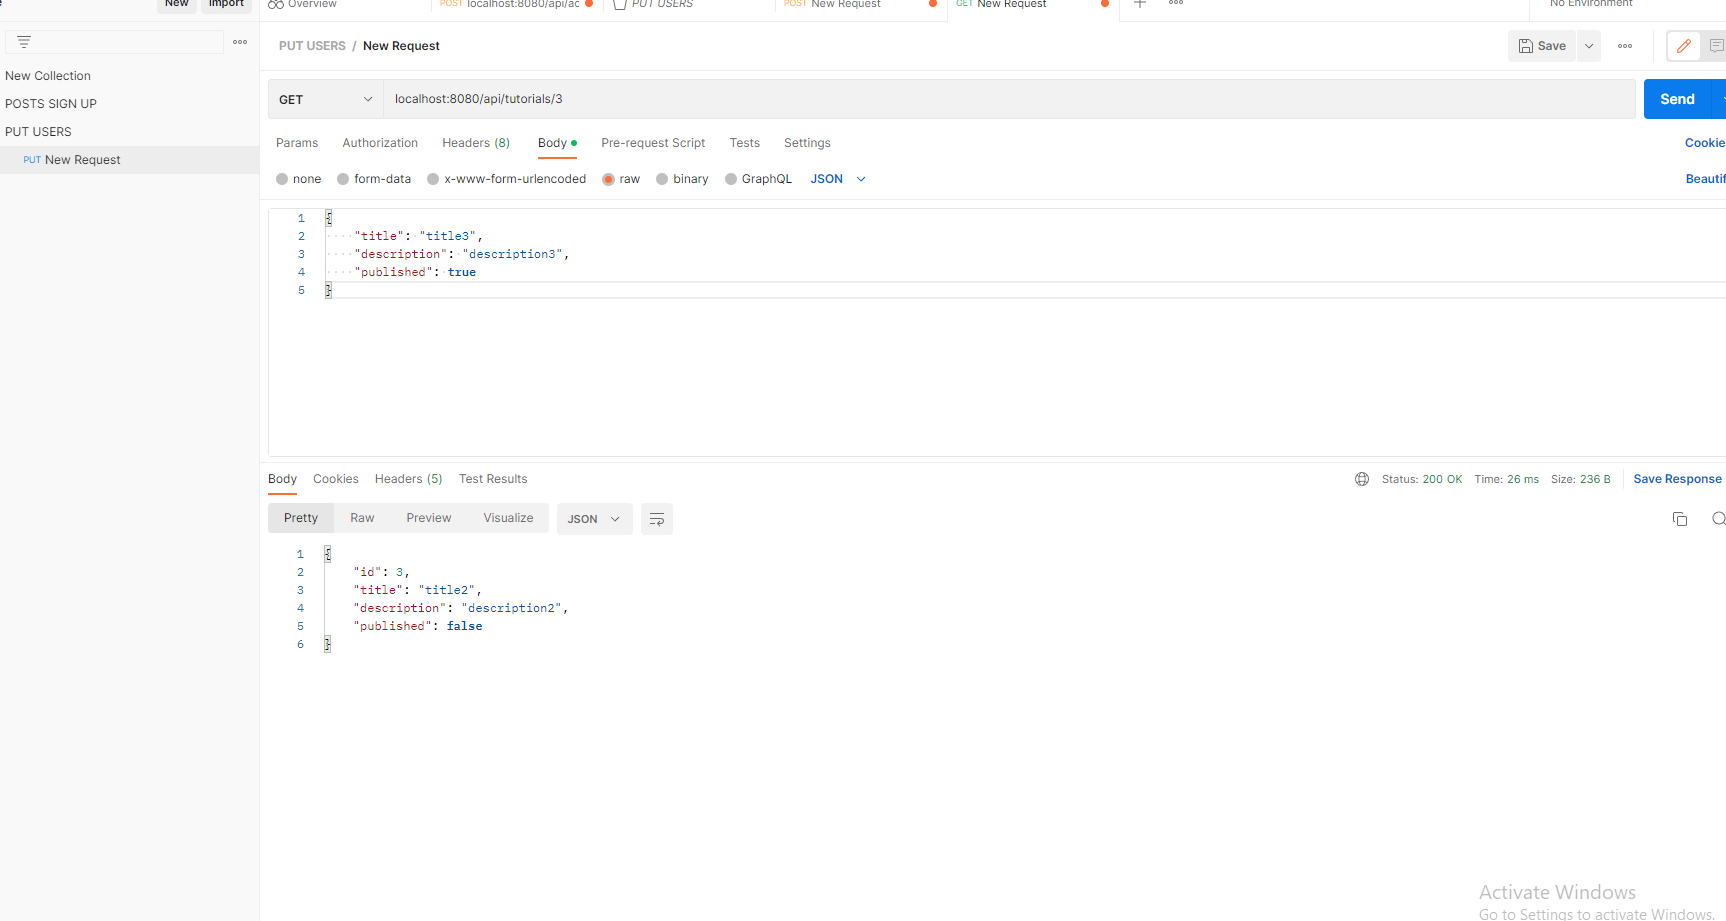 New Import
Overview POST localhost:8080/api/ac PUT USERS POST New Request GET New Request No Environment
PUT USERS / New Request Save
New Collection
POSTS SIGN UP
PUT USERS
PUT New Request
GET localhost:8080/api/tutorials/3 Send
Params Authorization Headers (8) Body Pre-request Script Tests Settings Cookie
none form-data x-www-form-urlencoded raw binary GraphQL JSON Beautif
1 {
2 "title": "title3",
3 "description": "description3",
4 "published": true
5 }
Body Cookies Headers (5) Test Results Status: 200 OK Time: 26 ms Size: 236 B Save Response
Pretty Raw Preview Visualize JSON
1 {
2 "id": 3,
3 "title": "title2",
4 "description": "description2",
5 "published": false
6 }
Activate Windows
Go to Settings to activate Windows.